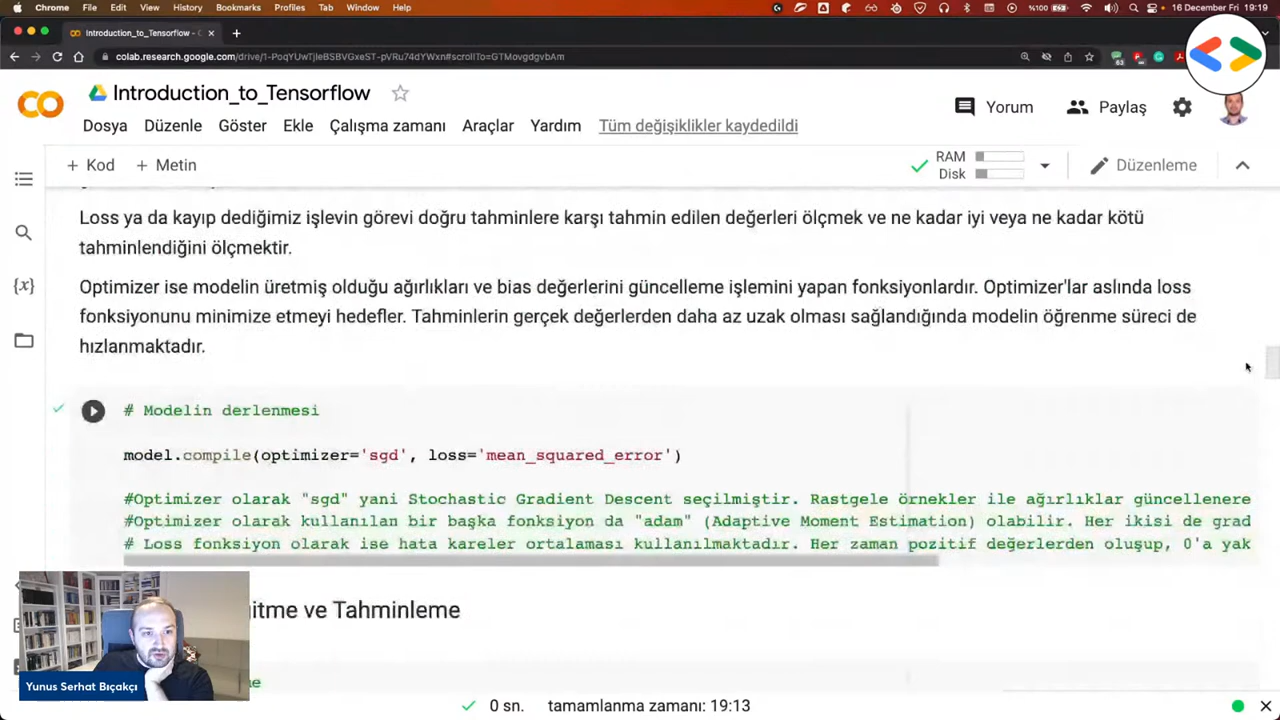 Chrome File Edit View History Bookmarks Profiles Tab Window Help %100 16 December Fri 19:19
Introduction_to_Tensorflow -
colab.research.google.com
Introduction_to_Tensorflow
Yorum Paylaş
Dosya Düzenle Göster Ekle Çalışma zamanı Araçlar Yardım Tüm değişiklikler kaydedildi
+ Kod + Metin
RAM
Disk
Düzenleme
Loss ya da kayıp dediğimiz işlevin görevi doğru tahminlere karşı tahmin edilen değerleri ölçmek ve ne kadar iyi veya ne kadar kötü
tahminlendiğini ölçmektir.
Optimizer ise modelin üretmiş olduğu ağırlıkları ve bias değerlerini güncelleme işlemini yapan fonksiyonlardır. Optimizer'lar aslında loss
fonksiyonunu minimize etmeyi hedefler. Tahminlerin gerçek değerlerden daha az uzak olması sağlandığında modelin öğrenme süreci de
hızlanmaktadır.
# Modelin derlenmesi
model.compile(optimizer='sgd', loss='mean_squared_error')
#Optimizer olarak "sgd" yani Stochastic Gradient Descent seçilmiştir. Rastgele örnekler ile ağırlıklar güncellenere
#Optimizer olarak kullanılan bir başka fonksiyon da "adam" (Adaptive Moment Estimation) olabilir. Her ikisi de grad
# Loss fonksiyon olarak ise hata kareler ortalaması kullanılmaktadır. Her zaman pozitif değerlerden oluşup, 0'a yak
itme ve Tahminleme
Yunus Serhat Bıçakçı
0 sn. tamamlanma zamanı: 19:13